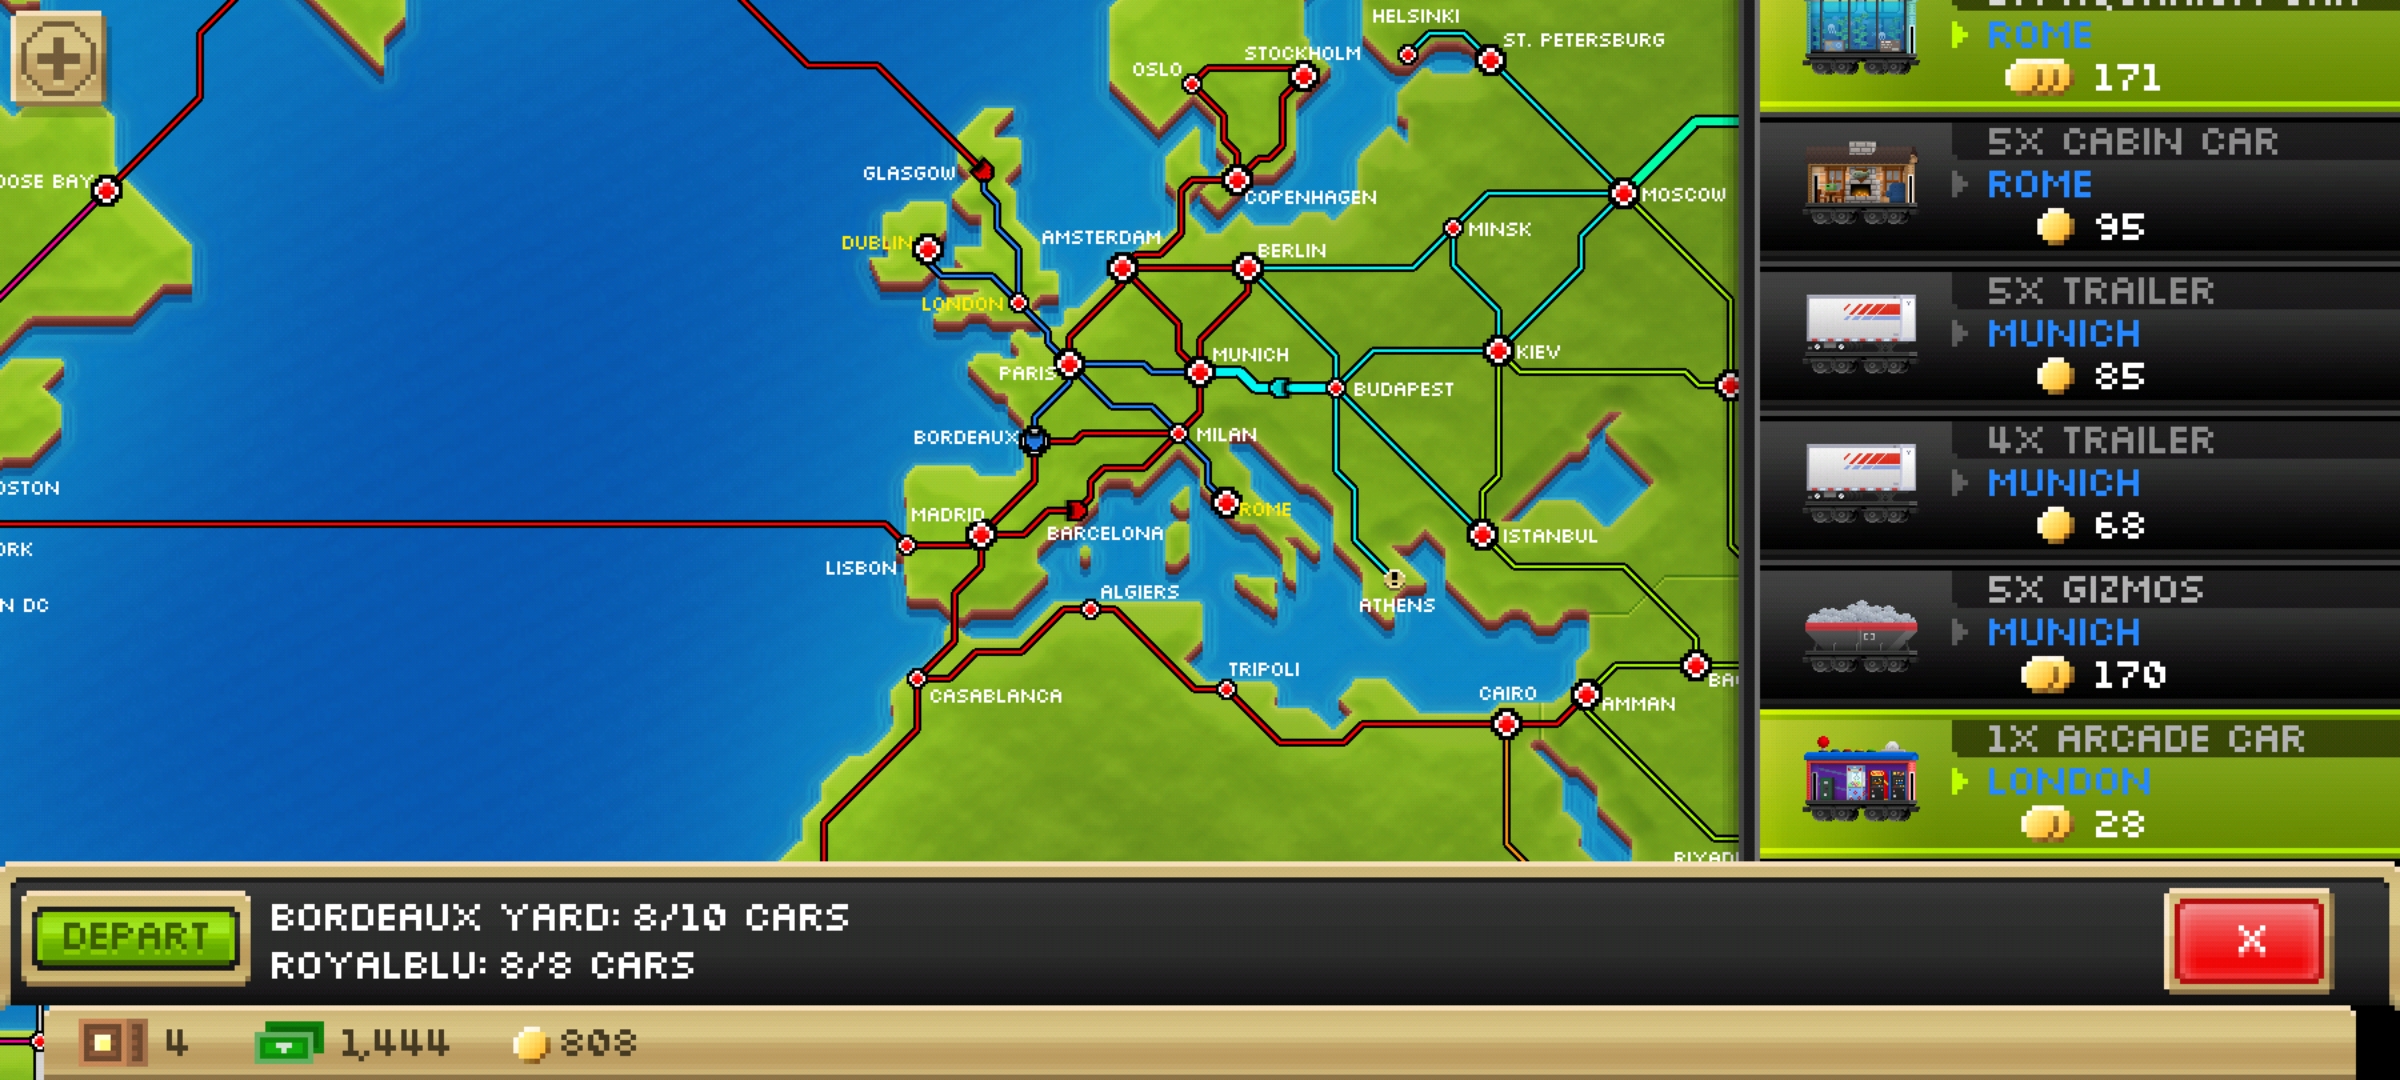 HELSINKI
ST. PETERSBURG
STOCKHOLM
OSLO
GLASGOW
OOSE BAY
COPENHAGEN
MOSCOW
MINSK
AMSTERDAM
DUBLIN
BERLIN
LONDON
MUNICH
KIEV
PARIS
BUDAPEST
BORDEAUX
MILAN
OSTON
MADRID
ROME
BARCELONA
ISTANBUL
ORK
LISBON
ALGIERS
ATHENS
N DC
TRIPOLI
BA
CASABLANCA
CAIRO
AMMAN
RIYAD
ROME
171
5X CABIN CAR
ROME
95
5X TRAILER
MUNICH
85
4X TRAILER
MUNICH
68
5X GIZMOS
MUNICH
170
1X ARCADE CAR
LONDON
28
DEPART
BORDEAUX YARD: 8/10 CARS
ROYALBLU: 8/8 CARS
X
4
1,444
808